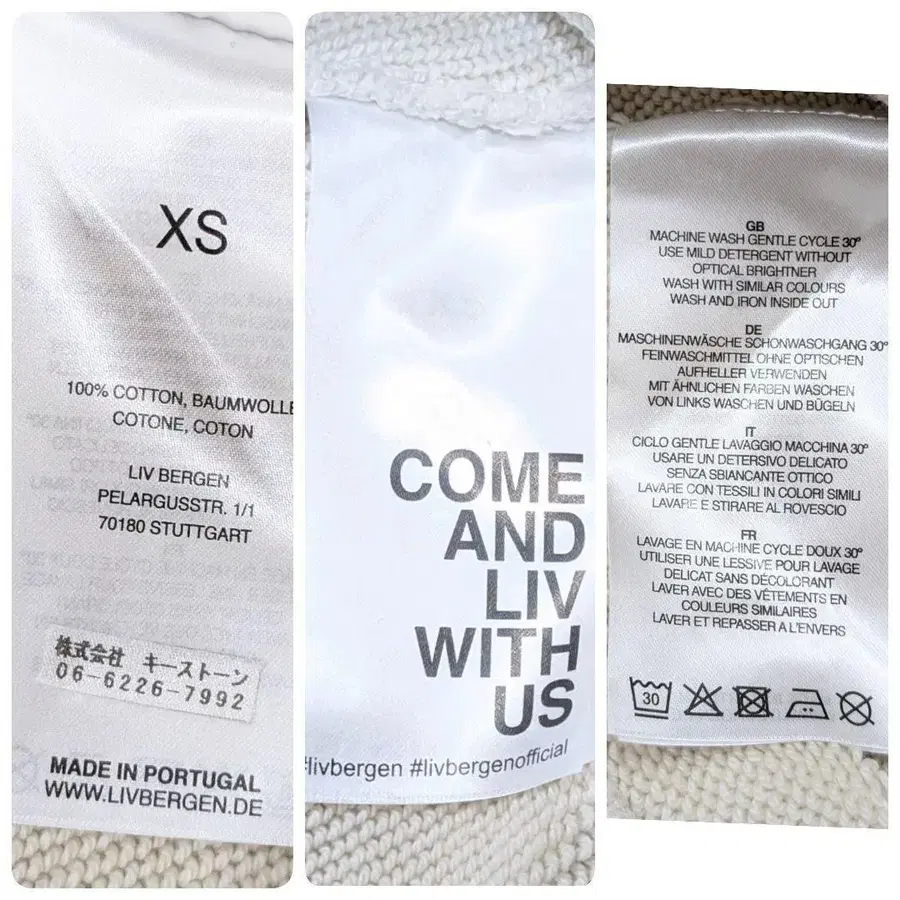 XS
100% COTTON, BAUMWOLLE
COTONE, COTON
LIV BERGEN
PELARGUSSTR. 1/1
70180 STUTTGART
株式会社 キーストーン
06-6226-7992
MADE IN PORTUGAL
WWW.LIVBERGEN.DE
COME
AND
LIV
WITH
US
#livbergen #livbergenofficial
GB
MACHINE WASH GENTLE CYCLE 30°
USE MILD DETERGENT WITHOUT
OPTICAL BRIGHTNER
WASH WITH SIMILAR COLOURS
WASH AND IRON INSIDE OUT
DE
MASCHINENWÄSCHE SCHONWASCHGANG 30°
FEINWASCHMITTEL OHNE OPTISCHEN
AUFHELLER VERWENDEN
MIT ÄHNLICHEN FARBEN WASCHEN
VON LINKS WASCHEN UND BÜGELN
IT
CICLO GENTLE LAVAGGIO MACCHINA 30°
USARE UN DETERSIVO DELICATO
SENZA SBIANCANTE OTTICO
LAVARE CON TESSILI IN COLORI SIMILI
LAVARE E STIRARE AL ROVESCIO
FR
LAVAGE EN MACHINE CYCLE DOUX 30°
UTILISER UNE LESSIVE POUR LAVAGE
DELICAT SANS DÉCOLORANT
LAVER AVEC DES VÊTEMENTS EN
COULEURS SIMILAIRES
LAVER ET REPASSER A L'ENVERS
30